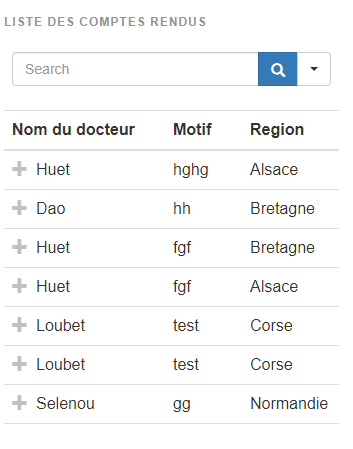 LISTE DES COMPTES RENDUS
Search
Nom du docteur Motif Region
Huet hghg Alsace
Dao hh Bretagne
Huet fgf Bretagne
Huet fgf Alsace
Loubet test Corse
Loubet test Corse
Selenou gg Normandie